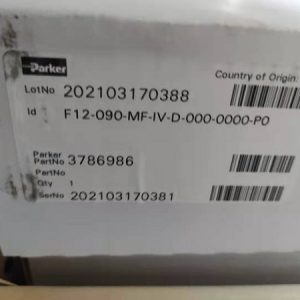 Parker
Country of Origin
LotNo 202103170388
Id F12-090-MF-IV-D-000-0000-P0
Parker
PartNo 3786986
PartNo
Qty 1
SerNo 202103170381